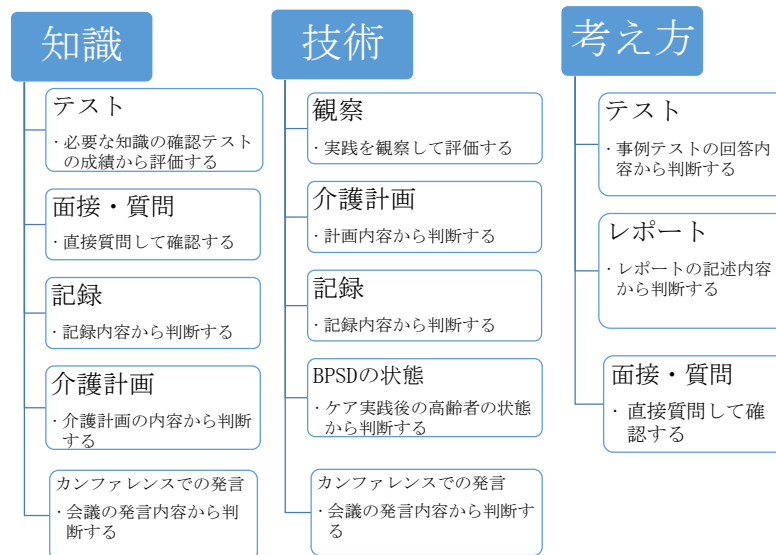 知識
テスト
・必要な知識の確認テスト
の成績から評価する
面接・質問
・直接質問して確認する
記録
・記録内容から判断する
介護計画
・介護計画の内容から判断
する
カンファレンスでの発言
・会議の発言内容から判
断する
技術
観察
・実践を観察して評価する
介護計画
・計画内容から判断する
記録
・記録内容から判断する
BPSDの状態
・ケア実践後の高齢者の状態
から判断する
カンファレンスでの発言
・会議の発言内容から判断す
る
考え方
テスト
・事例テストの回答内
容から判断する
レポート
・レポートの記述内容
から判断する
面接・質問
・直接質問して確
認する